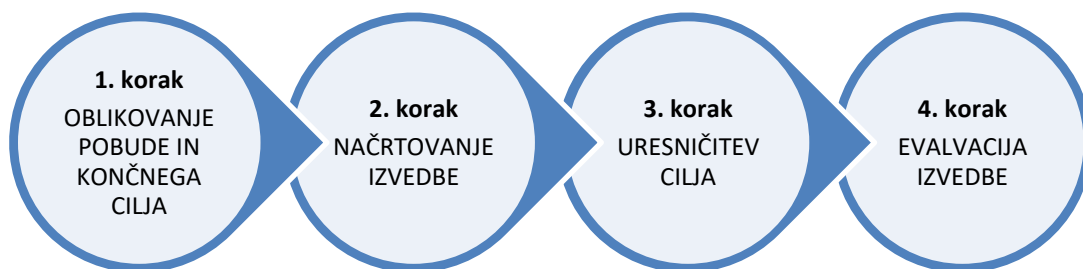 1. korak
OBLIKOVANJE
POBUDE IN
KONČNEGA
CILJA
2. korak
NAČRTOVANJE
IZVEDBE
3. korak
URESNIČITEV
CILJA
4. korak
EVALVACIJA
IZVEDBE